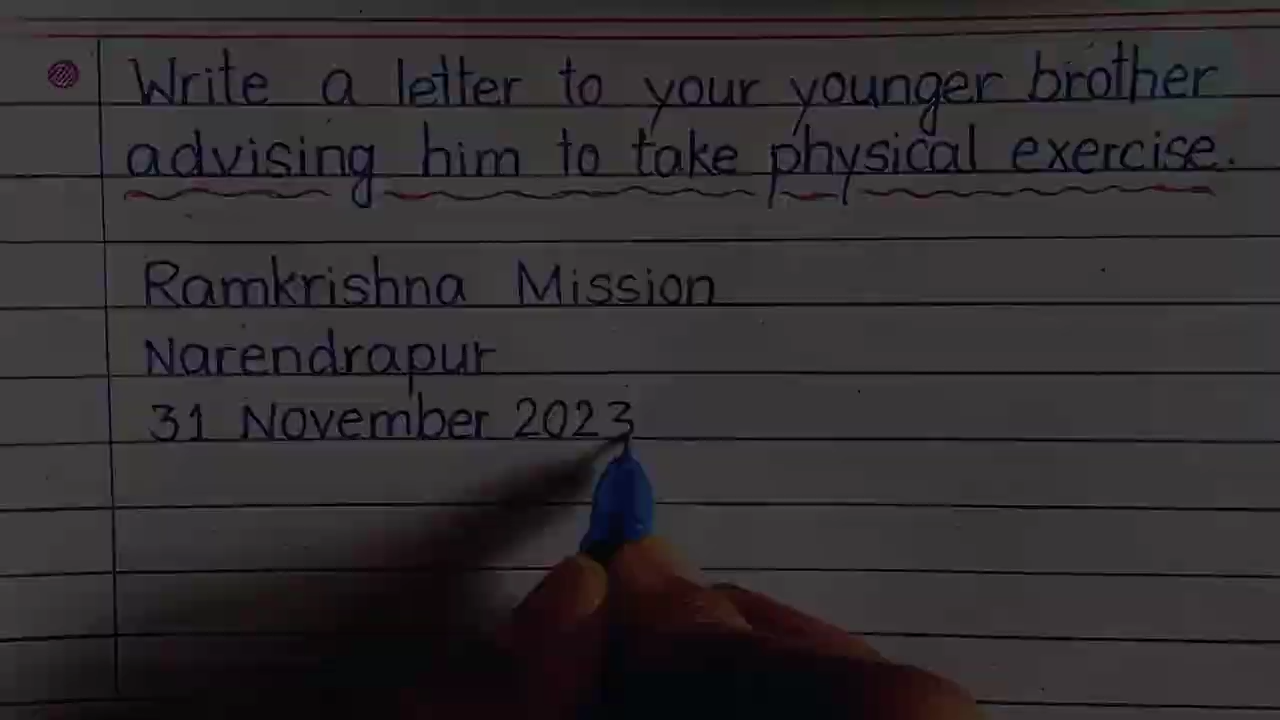 Write a letter to your younger brother
advising him to take physical exercise.
Ramkrishna Mission
Narendrapur
31 November 2023